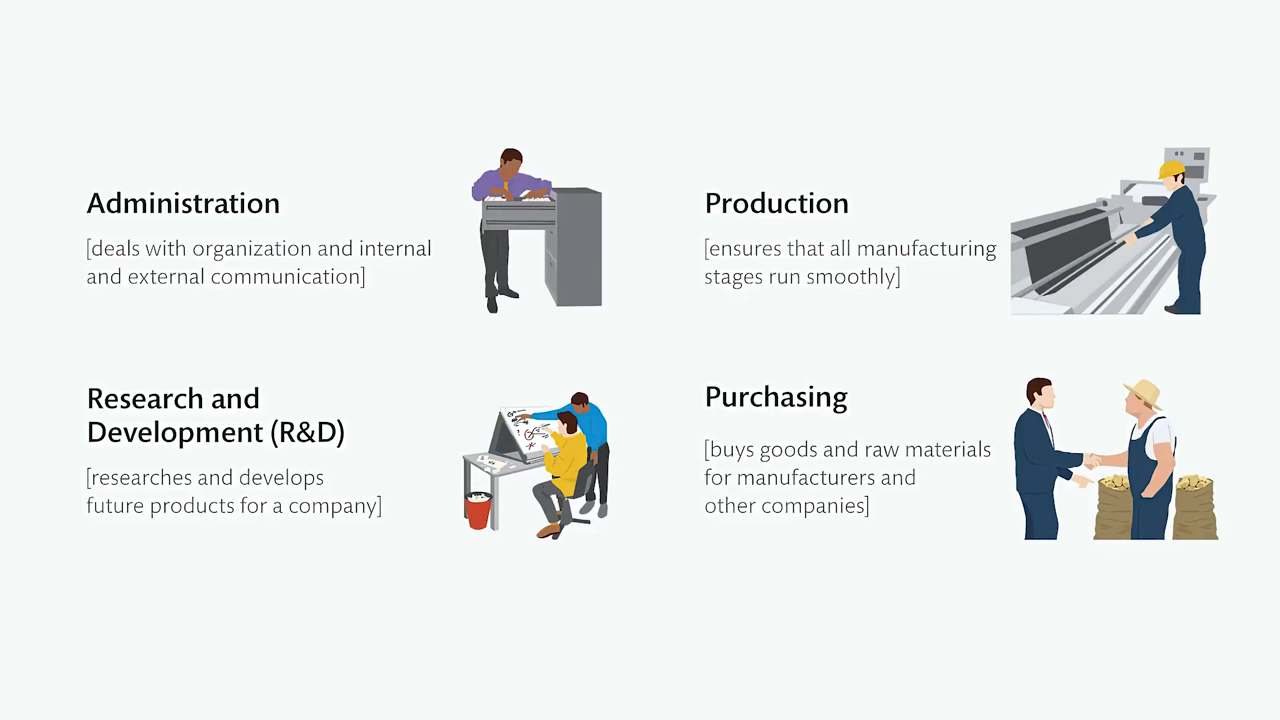 Administration
[deals with organization and internal
and external communication]
Production
[ensures that all manufacturing
stages run smoothly]
Research and
Development (R&D)
[researches and develops
future products for a company]
Purchasing
[buys goods and raw materials
for manufacturers and
other companies]